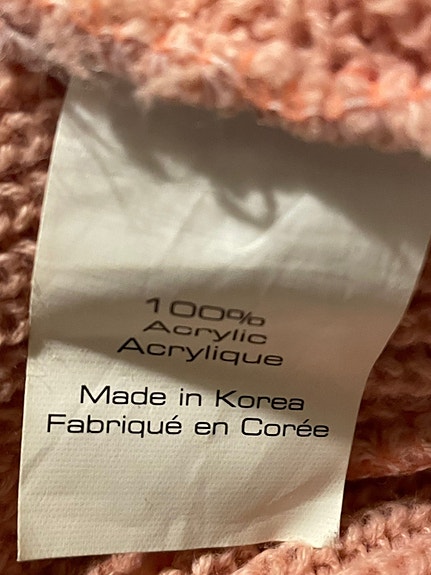 100%
Acrylic
Acrylique
Made in Korea
Fabriqué en Corée